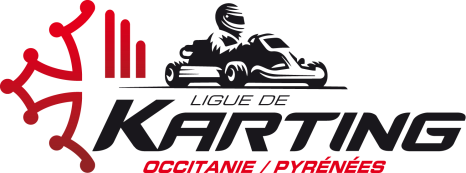 LIGUE DE
KARTING
OCCITANIE / PYRÉNÉES